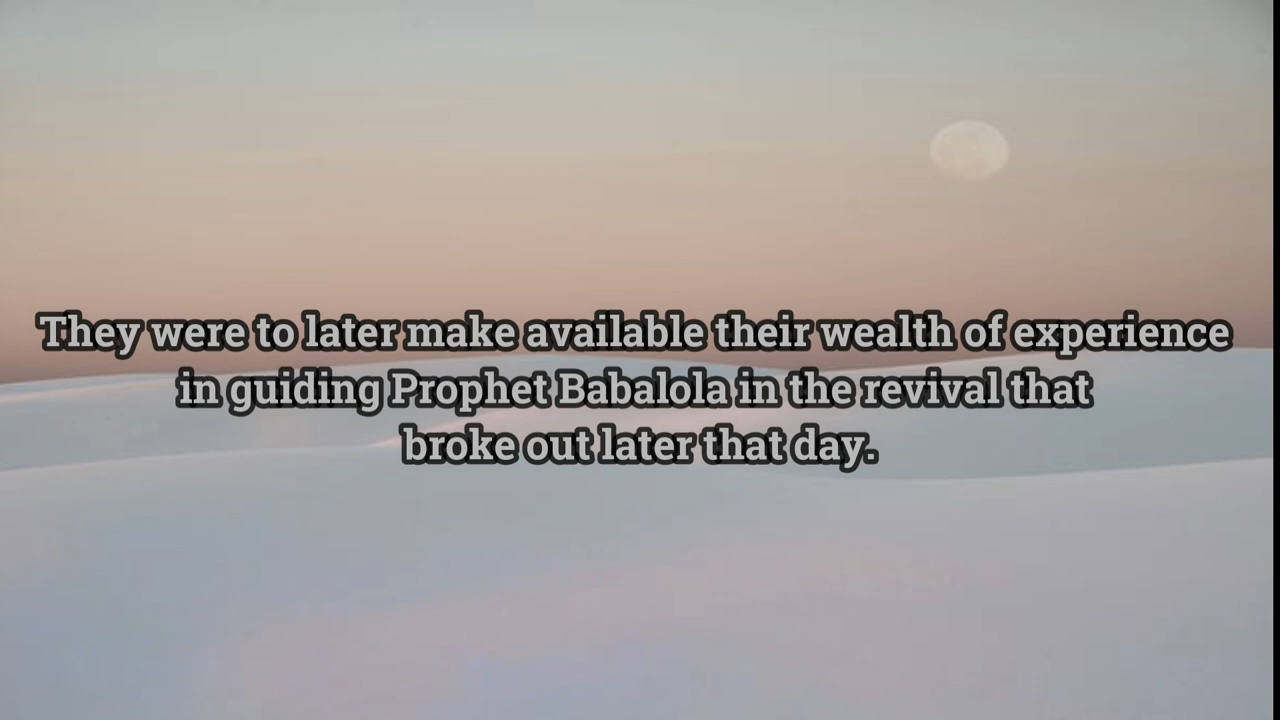 They were to later make available their wealth of experience
in guiding Prophet Babalola in the revival that
broke out later that day.